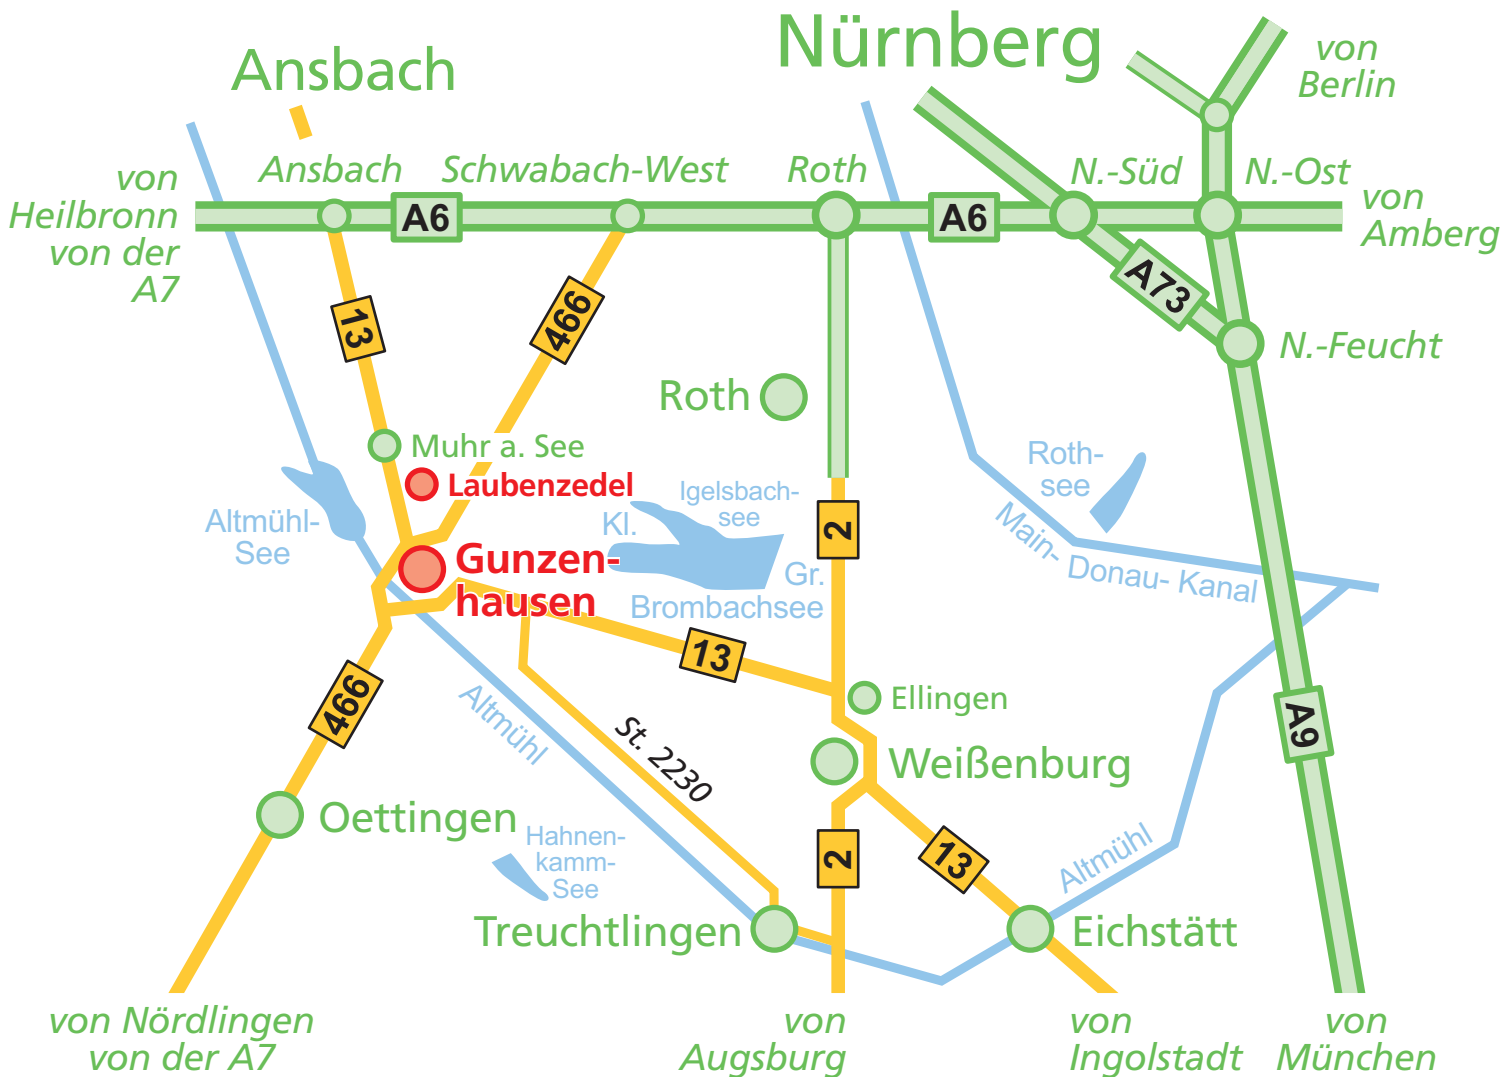 Nürnberg
Ansbach
von
Berlin
Ansbach
Schwabach-West
Roth
N.-Süd
N.-Ost
von
Heilbronn
von der
A7
A6
A6
von
Amberg
A73
13
466
N.-Feucht
Roth
Muhr a. See
Laubenzedel
Roth-
see
Igelsbach-
see
Kl.
Altmühl-
See
2
Main- Donau- Kanal
Gunzen-
hausen
Gr.
Brombachsee
13
466
Altmühl
Ellingen
St. 2230
A9
Weißenburg
Oettingen
Hahnen-
kamm-
See
2
13
Altmühl
Treuchtlingen
Eichstätt
von Nördlingen
von der A7
von
Augsburg
von
Ingolstadt
von
München